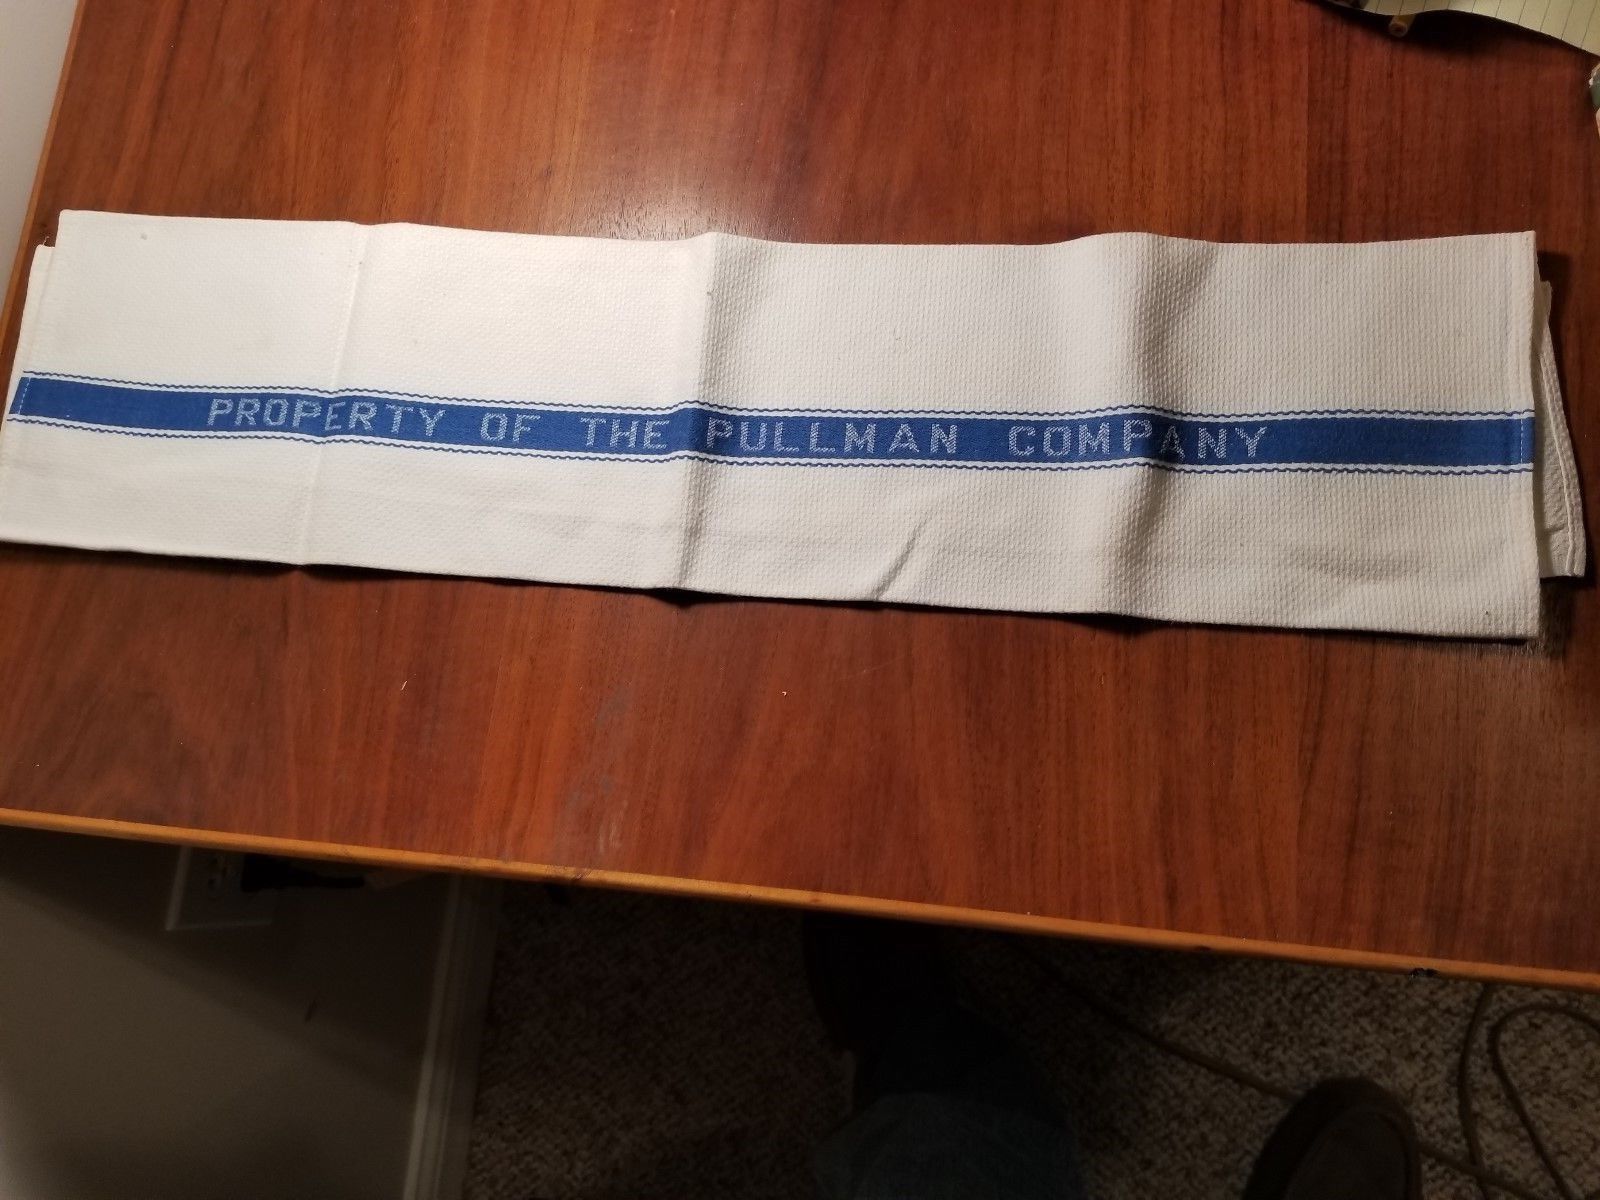 PROPERTY OF THE PULLMAN COMPANY